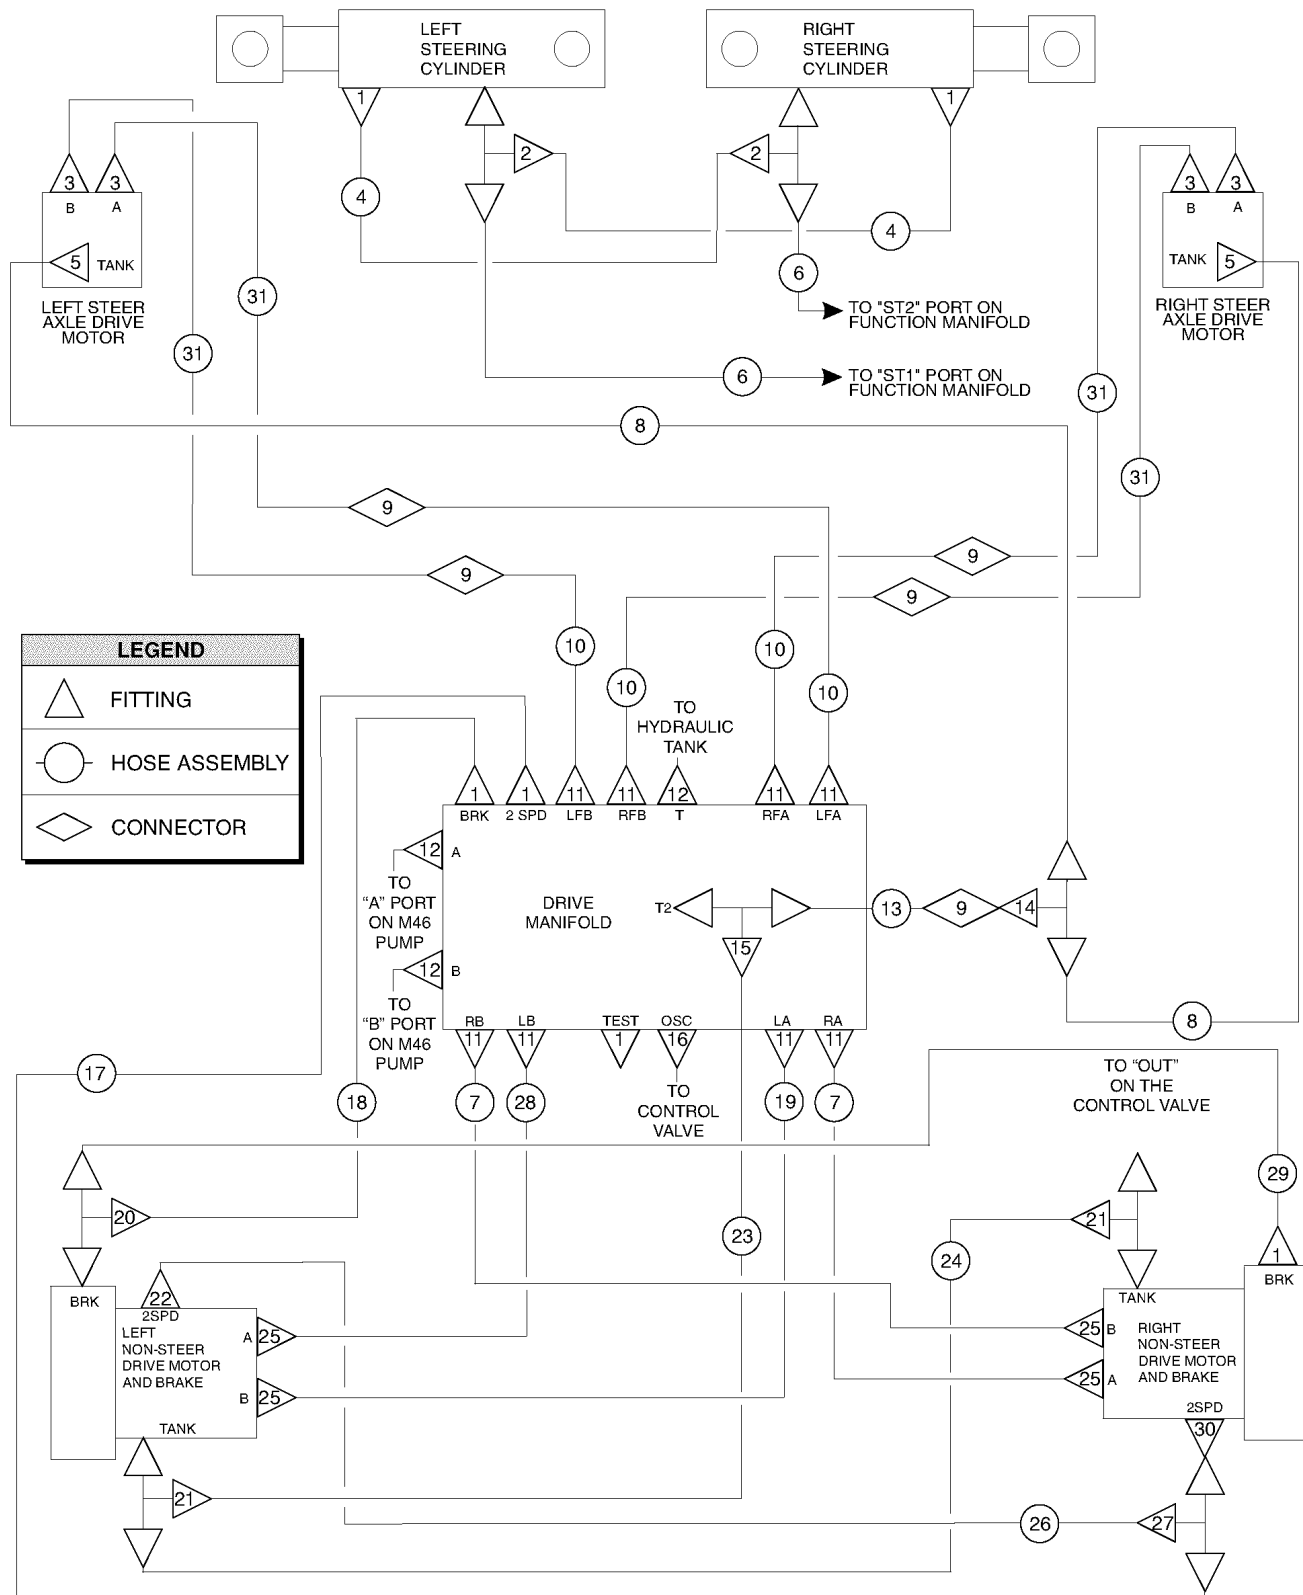 LEFT
STEERING
CYLINDER
RIGHT
STEERING
CYLINDER
1
1
2
2
3
3
B
A
4
3
3
B
A
4
5
TANK
LEFT STEER
AXLE DRIVE
MOTOR
TANK
5
RIGHT STEER
AXLE DRIVE
MOTOR
6
31
TO "ST2" PORT ON
FUNCTION MANIFOLD
31
6
TO "ST1" PORT ON
FUNCTION MANIFOLD
31
8
31
9
9
9
9
LEGEND
FITTING
HOSE ASSEMBLY
CONNECTOR
10
10
10
10
TO
HYDRAULIC
TANK
1
1
11
11
12
11
11
BRK
2 SPD
LFB
RFB
T
RFA
LFA
12
A
TO
"A" PORT
ON M46
PUMP
DRIVE
MANIFOLD
T2
13
9
14
15
12
B
TO
"B" PORT
ON M46
PUMP
RB
LB
TEST
OSC
LA
RA
11
11
1
16
11
11
8
17
18
7
28
TO
CONTROL
VALVE
19
7
TO "OUT"
ON THE
CONTROL VALVE
29
20
21
23
24
1
BRK
BRK
22
2SPD
LEFT
NON-STEER
DRIVE MOTOR
AND BRAKE
A
25
B
25
TANK
TANK
25
B
25
A
RIGHT
NON-STEER
DRIVE MOTOR
AND BRAKE
2SPD
30
21
26
27